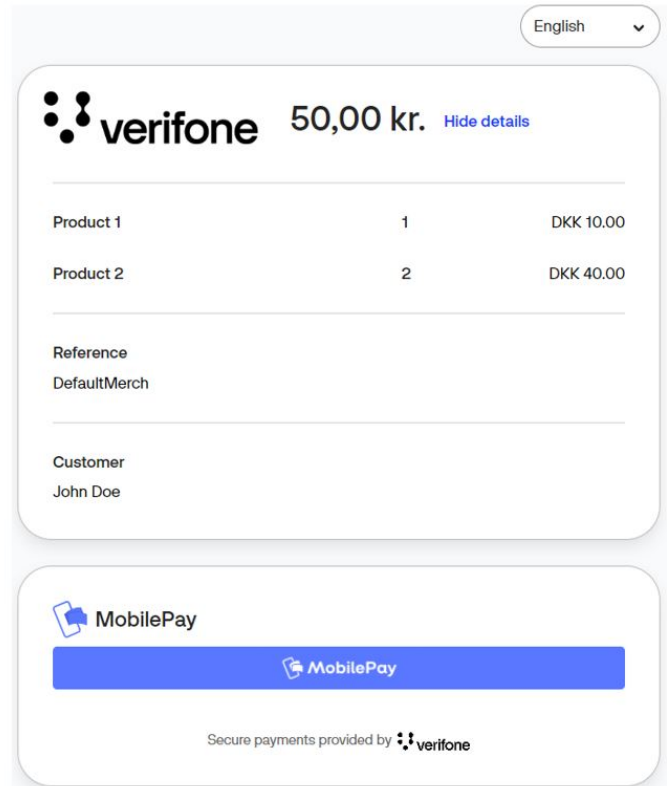 English
verifone 50,00 kr. Hide details
Product 1 1 DKK 10.00
Product 2 2 DKK 40.00
Reference
DefaultMerch
Customer
John Doe
MobilePay
MobilePay
Secure payments provided by verifone